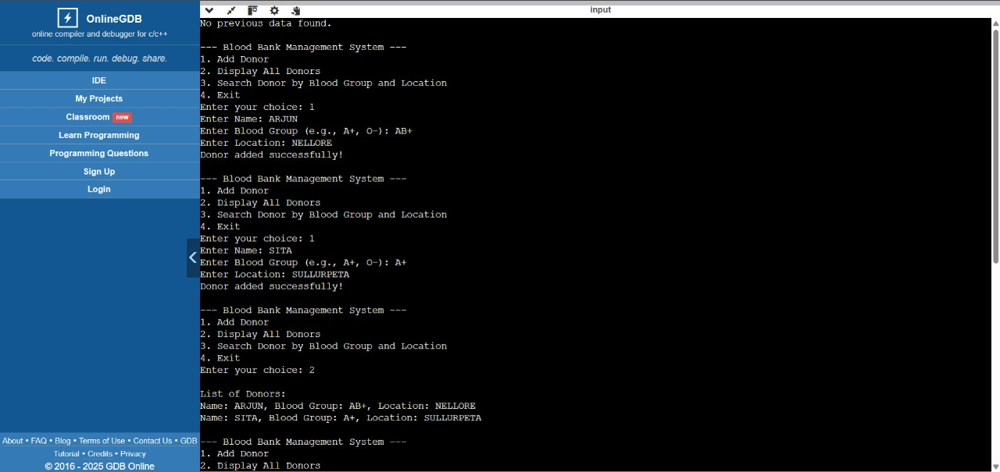 OnlineGDB
online compiler and debugger for c/c++
code. compile. run. debug. share.
IDE
My Projects
Classroom new
Learn Programming
Programming Questions
Sign Up
Login
About • FAQ • Blog • Terms of Use • Contact Us • GDB
Tutorial • Credits • Privacy
© 2016 - 2025 GDB Online
input
No previous data found.
--- Blood Bank Management System ---
1. Add Donor
2. Display All Donors
3. Search Donor by Blood Group and Location
4. Exit
Enter your choice: 1
Enter Name: ARJUN
Enter Blood Group (e.g., A+, O-): AB+
Enter Location: NELLORE
Donor added successfully!
--- Blood Bank Management System ---
1. Add Donor
2. Display All Donors
3. Search Donor by Blood Group and Location
4. Exit
Enter your choice: 1
Enter Name: SITA
Enter Blood Group (e.g., A+, O-): A+
Enter Location: SULLURPETA
Donor added successfully!
--- Blood Bank Management System ---
1. Add Donor
2. Display All Donors
3. Search Donor by Blood Group and Location
4. Exit
Enter your choice: 2
List of Donors:
Name: ARJUN, Blood Group: AB+, Location: NELLORE
Name: SITA, Blood Group: A+, Location: SULLURPETA
--- Blood Bank Management System ---
1. Add Donor
2. Display All Donors